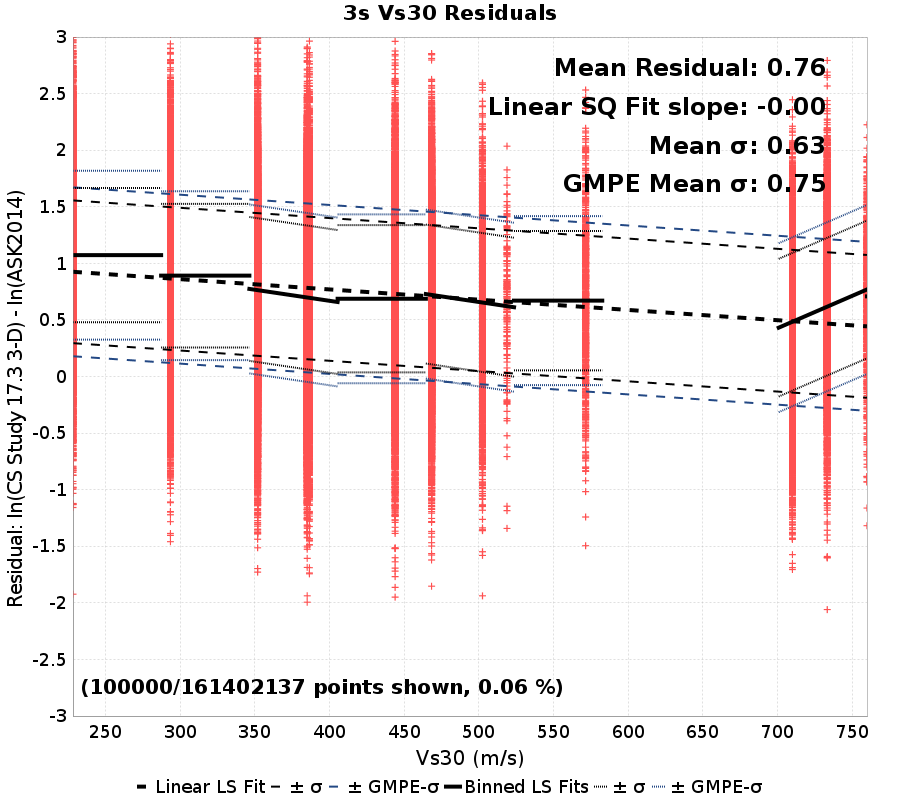 3s Vs30 Residuals
Mean Residual: 0.76
Linear SQ Fit slope: -0.00
Mean σ: 0.63
GMPE Mean σ: 0.75
Residual: ln(CS Study 17.3 3-D) - ln(ASK2014)
3
2.5
2
1.5
1
0.5
0
-0.5
-1
-1.5
-2
-2.5
-3
(100000/161402137 points shown, 0.06 %)
250 300 350 400 450 500 550 600 650 700 750
Vs30 (m/s)
Linear LS Fit ± σ ± GMPE-σ Binned LS Fits ± σ ± GMPE-σ